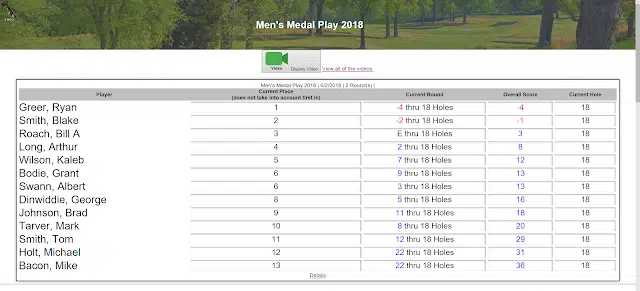 Men's Medal Play 2018
Video Display Video View all of the videos.
Men's Medal Play 2018 | 6/2/2018 | 2 Round(s) |
Player Current Place Current Round Overall Score Current Hole
(does not take into account first in)
Greer, Ryan 1 -4 thru 18 Holes -4 18
Smith, Blake 2 -2 thru 18 Holes -1 18
Roach, Bill A 3 E thru 18 Holes 3 18
Long, Arthur 4 2 thru 18 Holes 8 18
Wilson, Kaleb 5 7 thru 18 Holes 12 18
Bodie, Grant 6 9 thru 18 Holes 13 18
Swann, Albert 6 3 thru 18 Holes 13 18
Dinwiddie, George 8 5 thru 18 Holes 16 18
Johnson, Brad 9 11 thru 18 Holes 18 18
Tarver, Mark 10 8 thru 18 Holes 20 18
Smith, Tom 11 12 thru 18 Holes 29 18
Holt, Michael 12 22 thru 18 Holes 31 18
Bacon, Mike 13 22 thru 18 Holes 36 18
Details